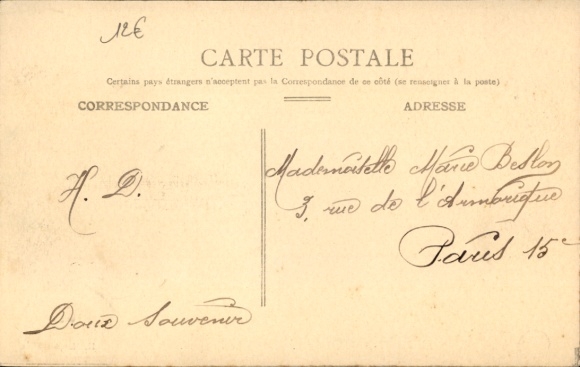 12€
CARTE POSTALE
Certains pays étrangers n'acceptent pas la Correspondance de ce côté (se renseigner à la poste)
CORRESPONDANCE
ADRESSE
H. D.
Doux Souvenir
Mademoiselle Marie Beslon
3, rue de l'Armorique
Paris 15e